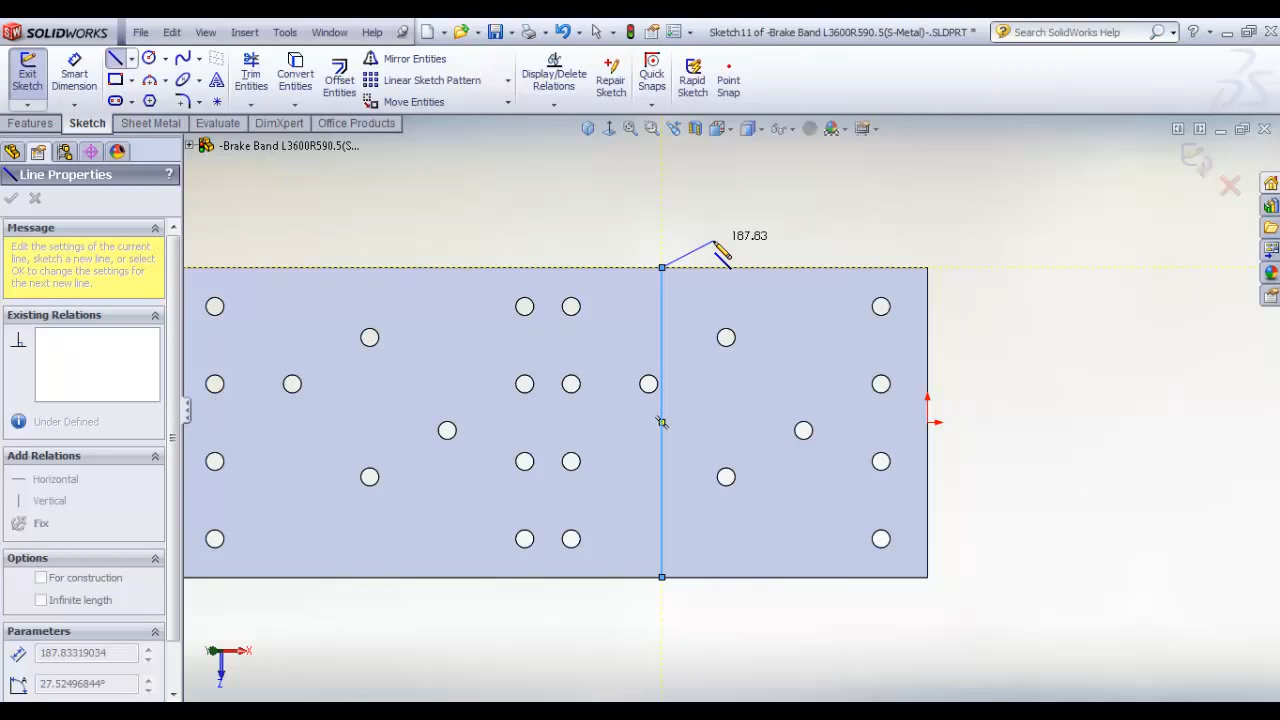 SOLIDWORKS File Edit View Insert Tools Window Help Sketch11 of -Brake Band L3600R590.5(S-Metal)-.SLDPRT * Search SolidWorks Help
Exit Sketch
Smart Dimension
Trim Entities
Convert Entities
Offset Entities
Mirror Entities
Linear Sketch Pattern
Move Entities
Display/Delete Relations
Repair Sketch
Quick Snaps
Rapid Sketch
Point Snap
Features Sketch Sheet Metal Evaluate DimXpert Office Products
-Brake Band L3600R590.5(S...
Line Properties ?
Message
Edit the settings of the current
line, sketch a new line, or select
OK to change the settings for
the next new line.
Existing Relations
Under Defined
Add Relations
Horizontal
Vertical
Fix
Options
For construction
Infinite length
Parameters
187.83319034
27.52496844°
187.83
X
Y
Z